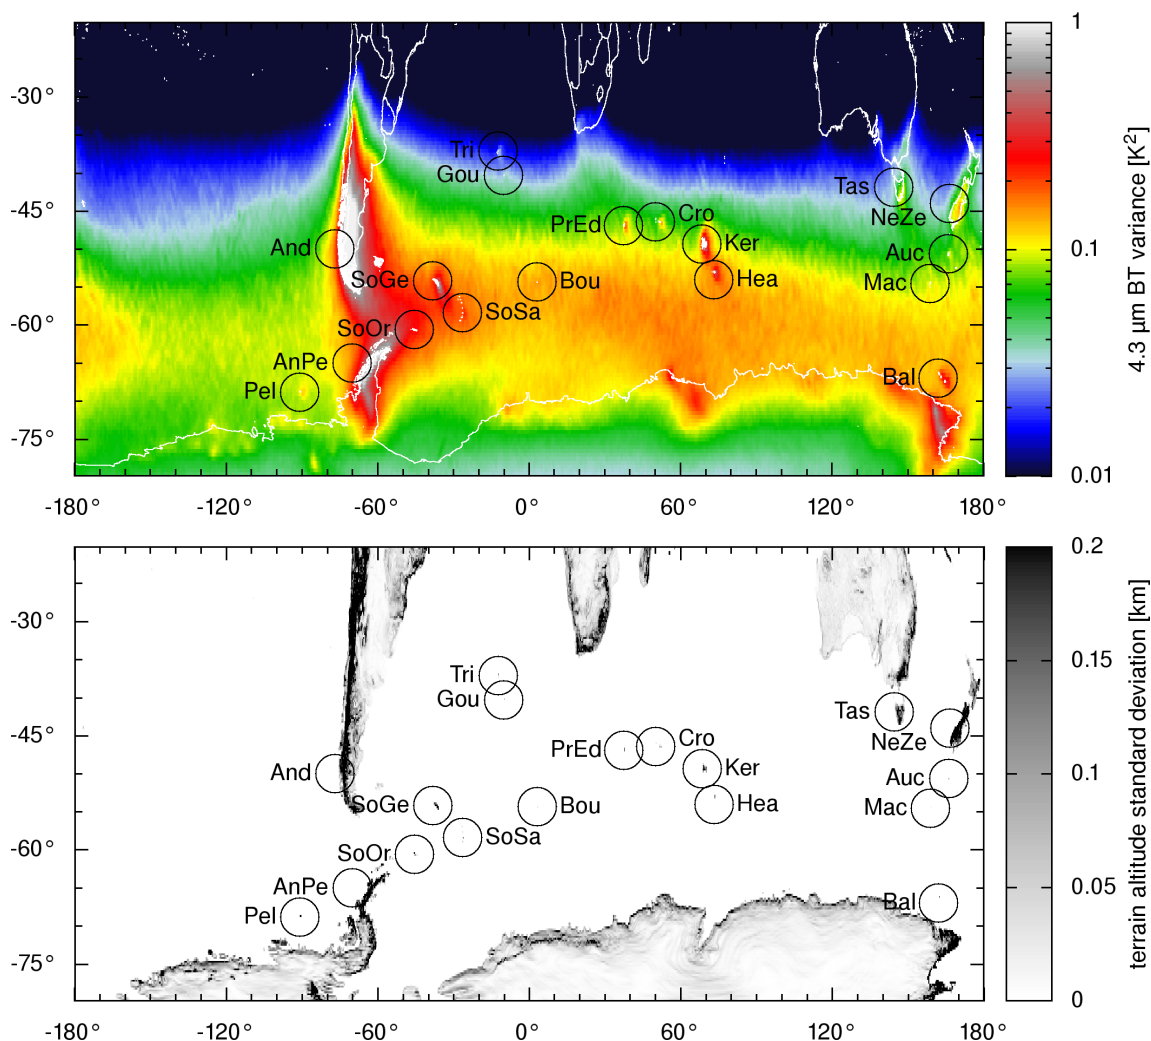 -30°
-45°
-60°
-75°
-180°
-120°
-60°
0°
60°
120°
180°
Tri
Gou
Tas
NeZe
PrEd
Cro
And
Ker
Auc
SoGe
Bou
Hea
Mac
SoSa
SoOr
AnPe
Pel
Bal
1
0.1
0.01
4.3 µm BT variance [K²]
-30°
-45°
-60°
-75°
-180°
-120°
-60°
0°
60°
120°
180°
Tri
Gou
Tas
NeZe
PrEd
Cro
And
Ker
Auc
SoGe
Bou
Hea
Mac
SoSa
SoOr
AnPe
Pel
Bal
0.2
0.15
0.1
0.05
0
terrain altitude standard deviation [km]